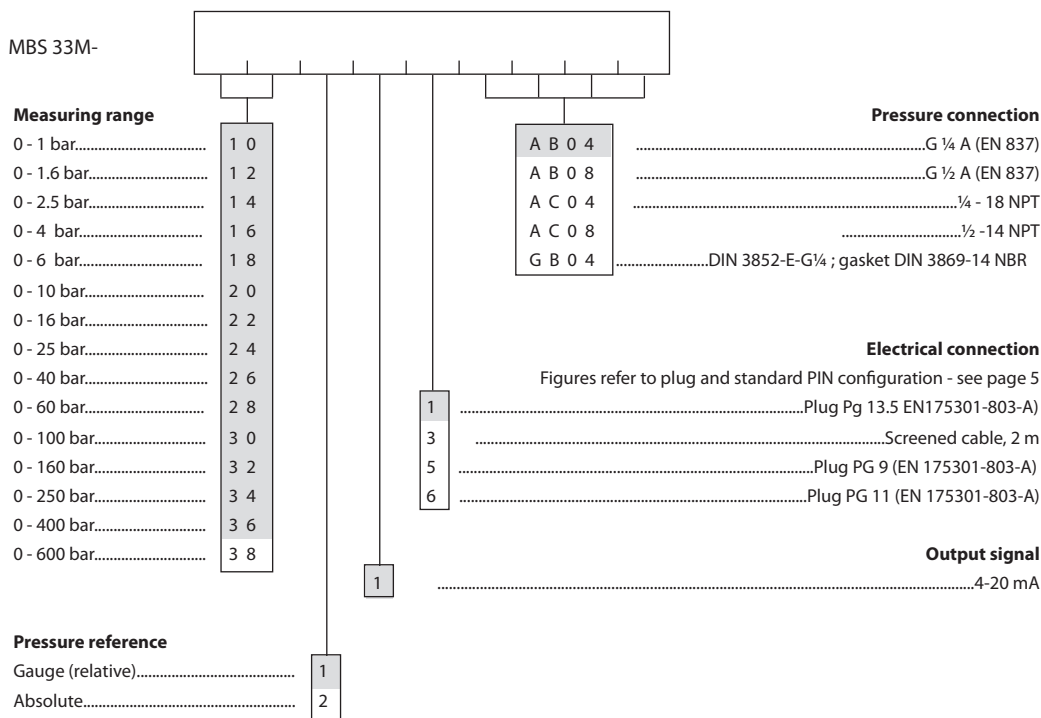 MBS 33M-
Measuring range
0 - 1 bar.................................. 1 0
0 - 1.6 bar............................... 1 2
0 - 2.5 bar............................... 1 4
0 - 4 bar................................. 1 6
0 - 6 bar................................. 1 8
0 - 10 bar................................ 2 0
0 - 16 bar................................ 2 2
0 - 25 bar................................ 2 4
0 - 40 bar................................ 2 6
0 - 60 bar................................ 2 8
0 - 100 bar.............................. 3 0
0 - 160 bar.............................. 3 2
0 - 250 bar.............................. 3 4
0 - 400 bar.............................. 3 6
0 - 600 bar.............................. 3 8
Pressure reference
Gauge (relative)........................................... 1
Absolute......................................................... 2
Pressure connection
A B 0 4 ..............................................................................G ¼ A (EN 837)
A B 0 8 ..............................................................................G ½ A (EN 837)
A C 0 4 .......................................................................................¼ - 18 NPT
A C 0 8 ................................½ -14 NPT
G B 0 4 .........................DIN 3852-E-G¼ ; gasket DIN 3869-14 NBR
Electrical connection
Figures refer to plug and standard PIN configuration - see page 5
1 ..............................................................................................Plug Pg 13.5 EN175301-803-A)
3 ..............................................................................................................Screened cable, 2 m
5 ................................................................................................Plug PG 9 (EN 175301-803-A)
6 ..............................................................................................Plug PG 11 (EN 175301-803-A)
Output signal
1 .................................................................................................................................................4-20 mA